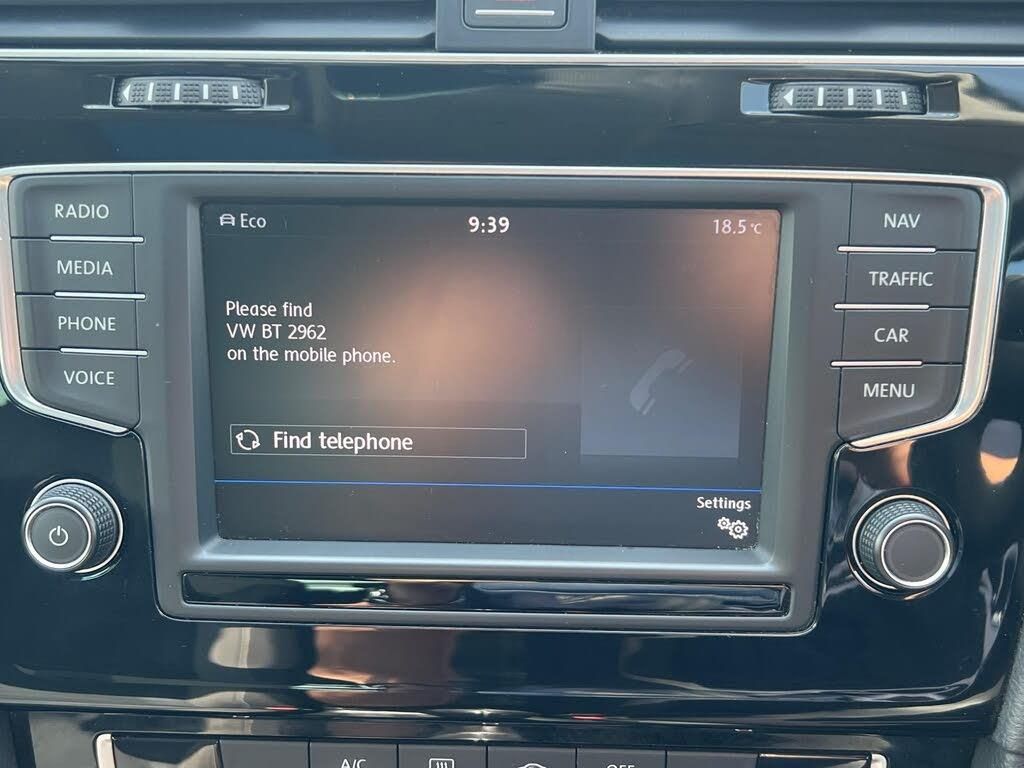 Eco
9:39
18.5°C
RADIO
MEDIA
PHONE
VOICE
Please find
VW BT 2962
on the mobile phone.
Find telephone
Settings
NAV
TRAFFIC
CAR
MENU
A/C
OFF